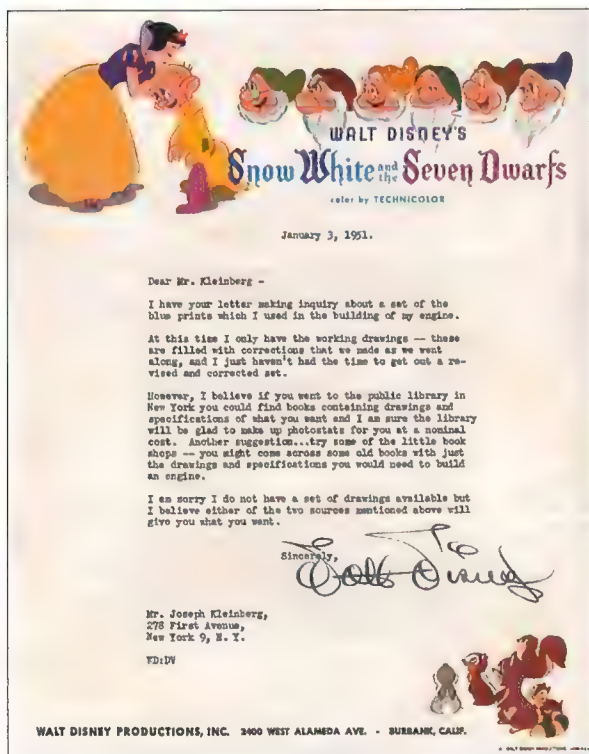 WALT DISNEY'S
Snow White and the Seven Dwarfs
color by TECHNICOLOR
January 3, 1951.
Dear Mr. Kleinberg -
I have your letter making inquiry about a set of the
blue prints which I used in the building of my engine.
At this time I only have the working drawings -- these
are filled with corrections that we made as we went
along, and I just haven't had the time to get out a re-
vised and corrected set.
However, I believe if you went to the public library in
New York you could find books containing drawings and
specifications of what you want and I am sure the library
will be glad to make up photostats for you at a nominal
cost. Another suggestion...try some of the little book
shops -- you might come across some old books with just
the drawings and specifications you would need to build
an engine.
I am sorry I do not have a set of drawings available but
I believe either of the two sources mentioned above will
give you what you want.
Sincerely,
Walt Disney
Mr. Joseph Kleinberg,
278 First Avenue,
New York 9, N. Y.
WD:DV
WALT DISNEY PRODUCTIONS, INC. 2400 WEST ALAMEDA AVE. - BURBANK, CALIF.